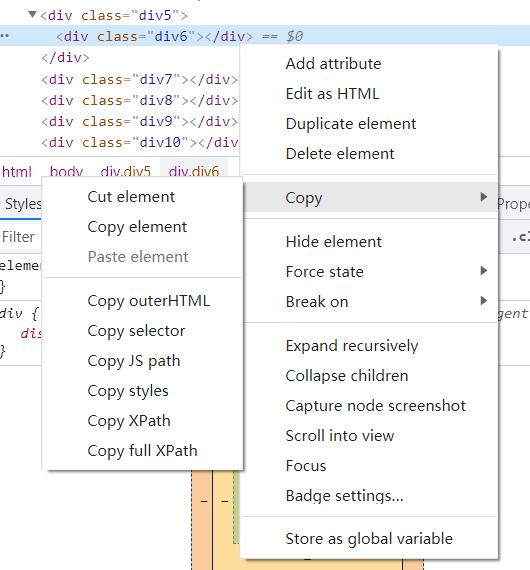 <div class="div5">
<div class="div6"></div> == $0
</div>
<div class="div7"></div>
<div class="div8"></div>
<div class="div9"></div>
<div class="div10"></div>
html body div.div5 div.div6
Styles
Filter
.cl
}
div {
dis
}
Cut element
Copy element
Paste element
Copy outerHTML
Copy selector
Copy JS path
Copy styles
Copy XPath
Copy full XPath
Add attribute
Edit as HTML
Duplicate element
Delete element
Copy
Hide element
Force state
Break on
Expand recursively
Collapse children
Capture node screenshot
Scroll into view
Focus
Badge settings...
Store as global variable